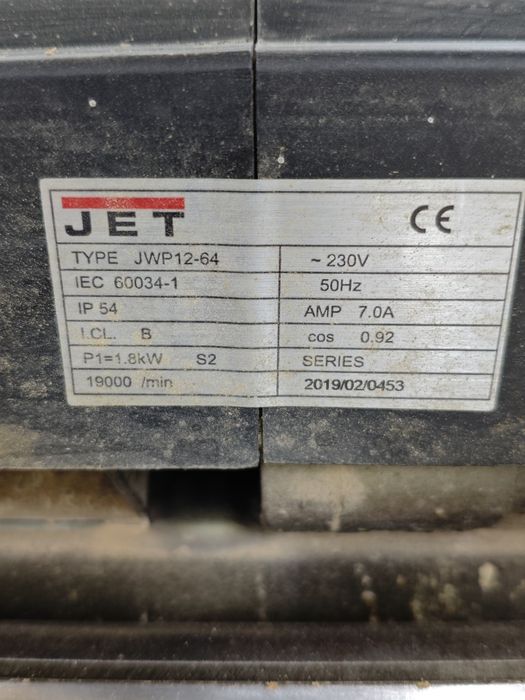 JET CE
TYPE JWP12-64 ~ 230V
IEC 60034-1 50Hz
IP 54 AMP 7.0A
I.CL. B cos 0.92
P1=1.8kW S2 SERIES
19000 /min 2019/02/0453